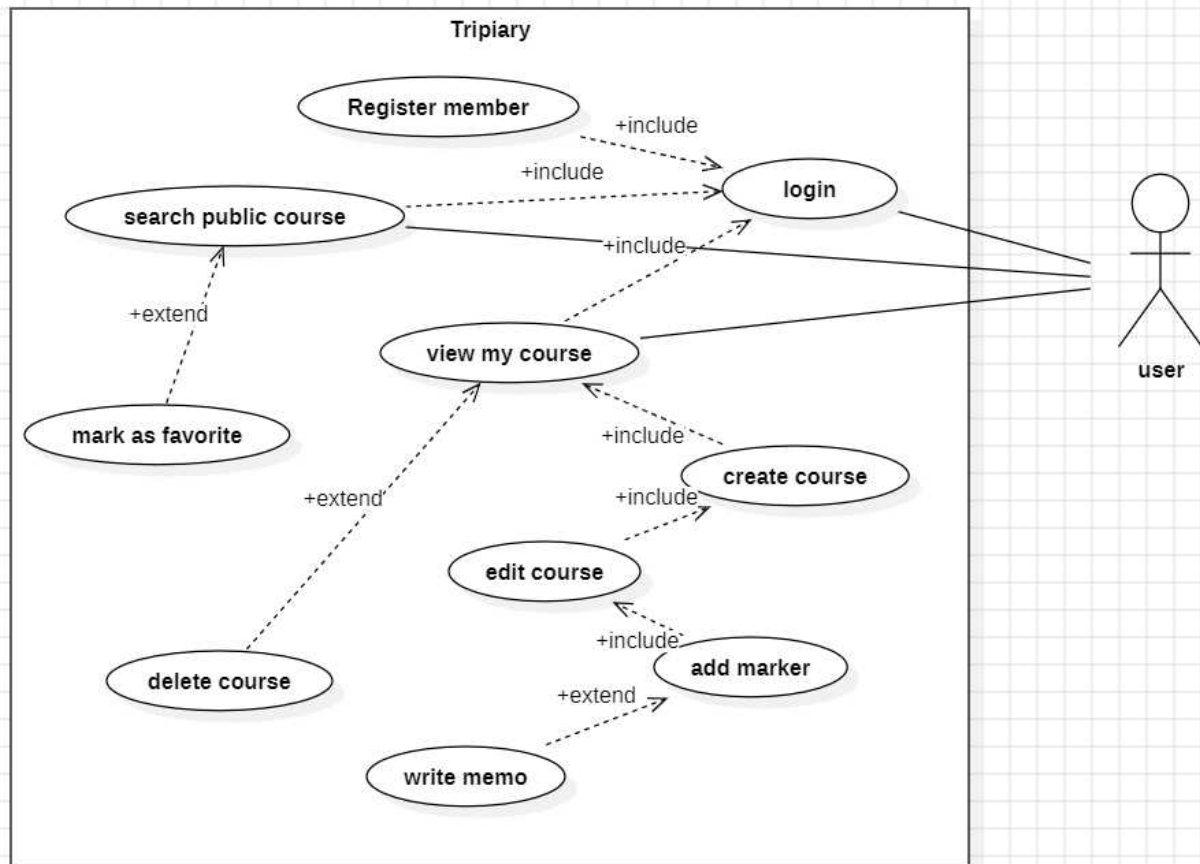 Tripiary
Register member
+include
+include
login
search public course
+include
+extend
view my course
user
mark as favorite
+include
create course
+extend
+include
edit course
+include
add marker
delete course
+extend
write memo